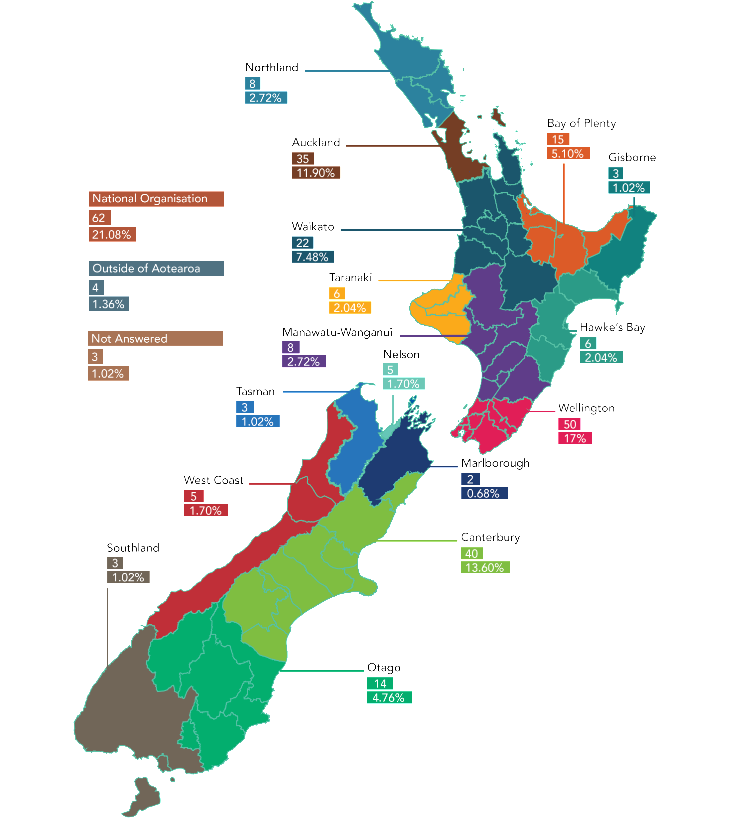 Northland
8
2.72%
Auckland
35
11.90%
Bay of Plenty
15
5.10%
Gisborne
3
1.02%
National Organisation
62
21.08%
Waikato
22
7.48%
Outside of Aotearoa
4
1.36%
Taranaki
6
2.04%
Not Answered
3
1.02%
Manawatu-Wanganui
8
2.72%
Hawke's Bay
6
2.04%
Nelson
5
1.70%
Tasman
3
1.02%
Wellington
50
17%
Marlborough
2
0.68%
West Coast
5
1.70%
Canterbury
40
13.60%
Southland
3
1.02%
Otago
14
4.76%